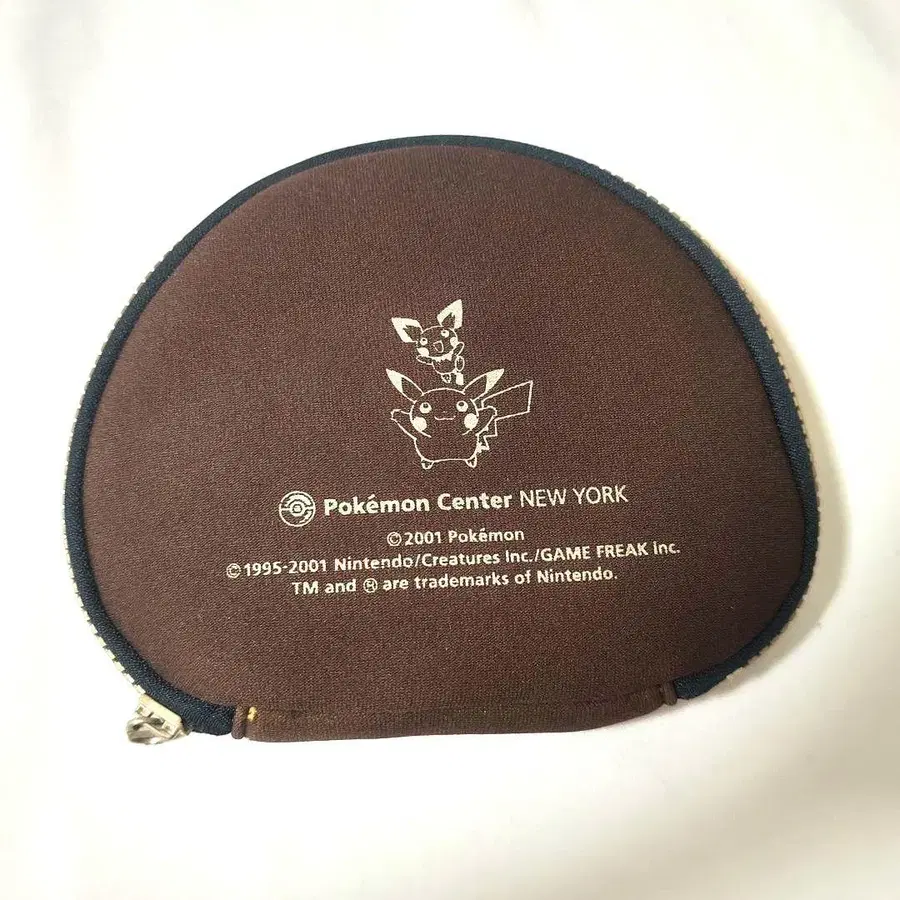 Pokémon Center NEW YORK
©2001 Pokémon
©1995-2001 Nintendo/Creatures Inc./GAME FREAK inc.
TM and ® are trademarks of Nintendo.